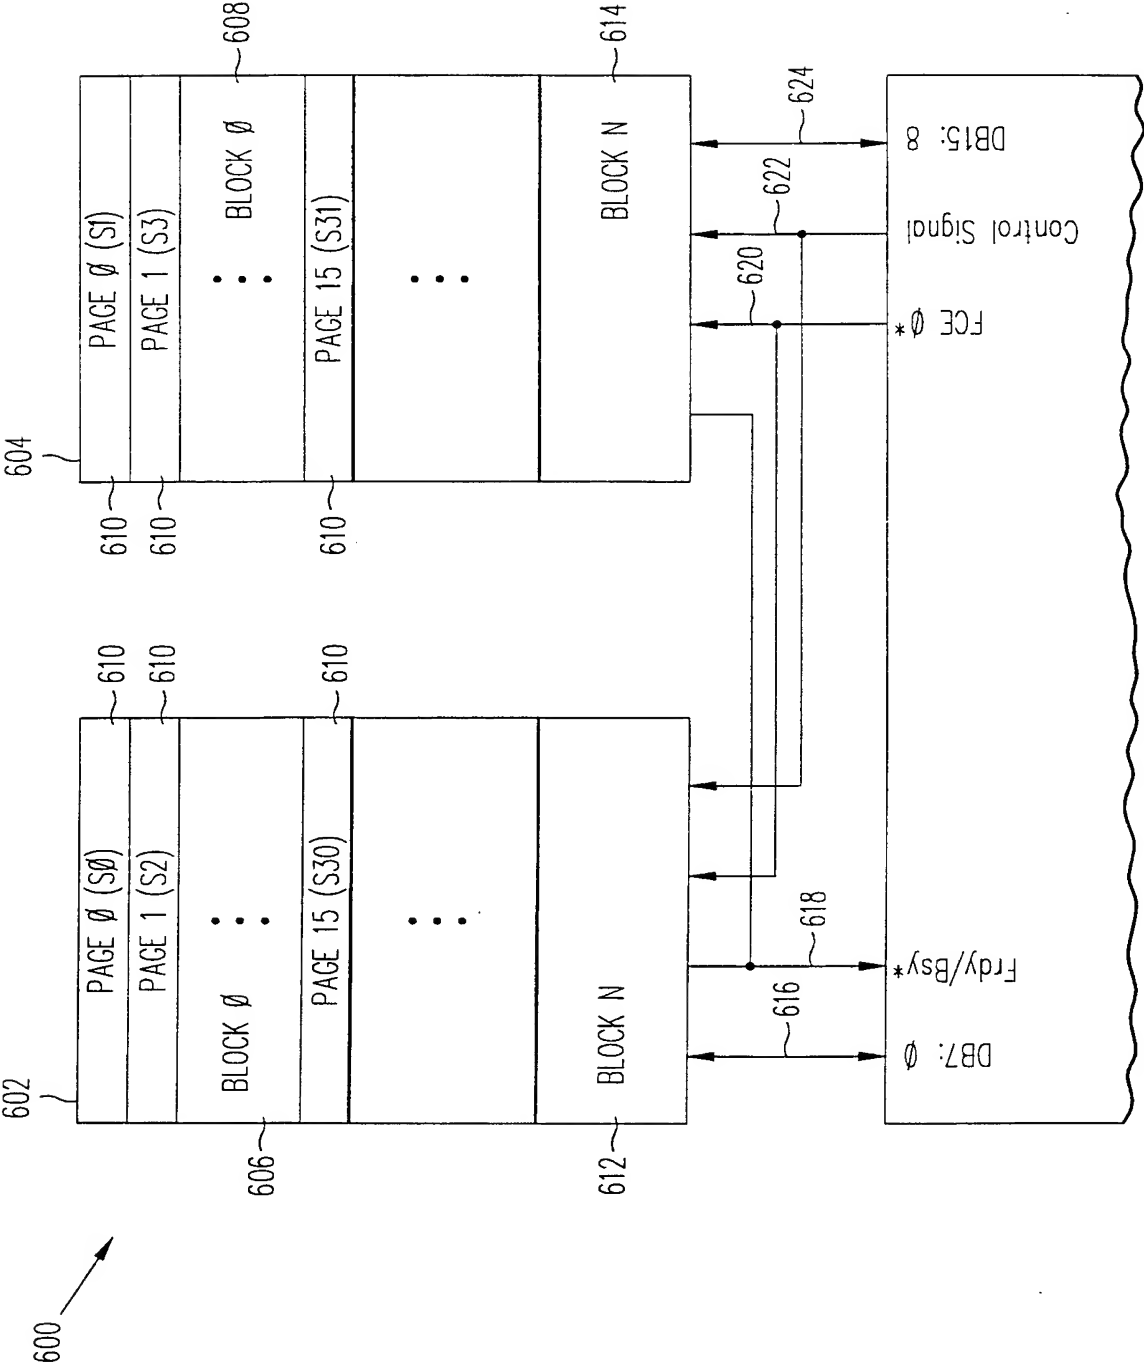 600
602
PAGE Ø (SØ)
610
PAGE 1 (S2)
610
606
BLOCK Ø
PAGE 15 (S30)
610
612
BLOCK N
604
PAGE Ø (S1)
610
PAGE 1 (S3)
610
BLOCK Ø
608
PAGE 15 (S31)
610
BLOCK N
614
616
618
620
622
624
DB7: Ø
Frdy/Bsy*
FCE Ø*
Control Signal
DB15: 8